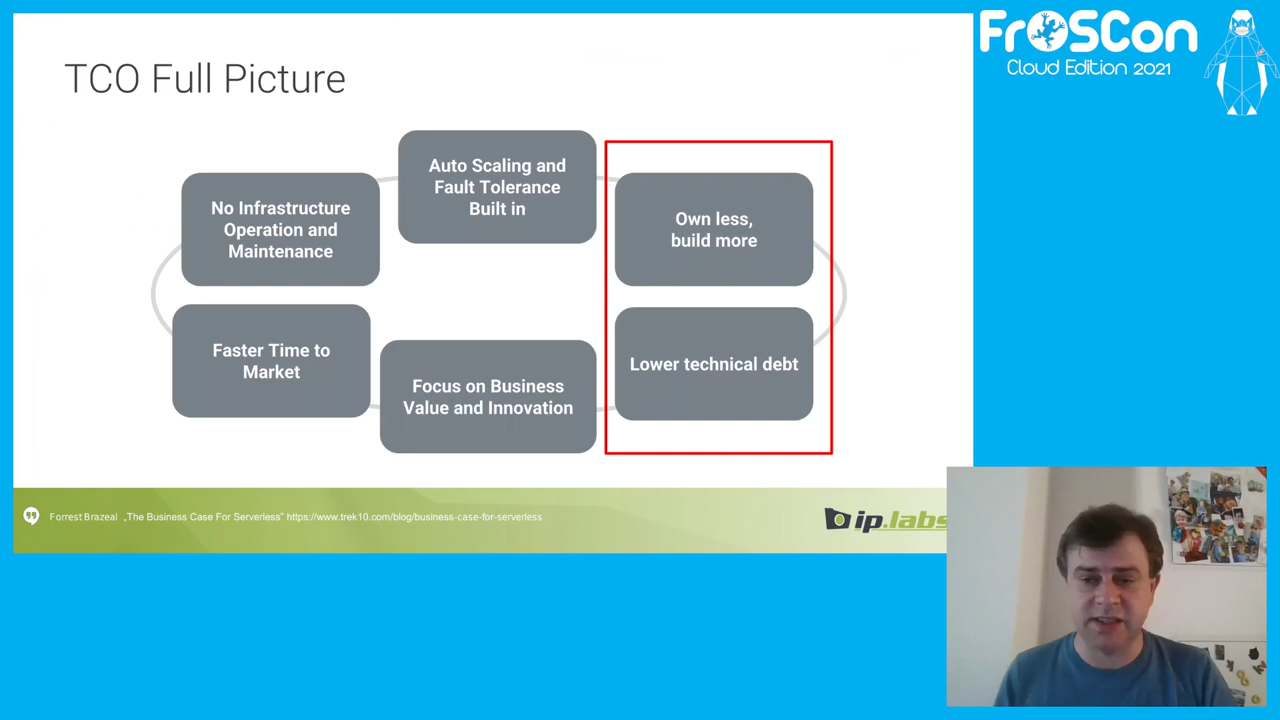 FrOSCon
Cloud Edition 2021
TCO Full Picture
Auto Scaling and
Fault Tolerance
Built in
No Infrastructure
Operation and
Maintenance
Own less,
build more
Faster Time to
Market
Focus on Business
Value and Innovation
Lower technical debt
Forrest Brazeal „The Business Case For Serverless” https://www.trek10.com/blog/business-case-for-serverless
ip.labs